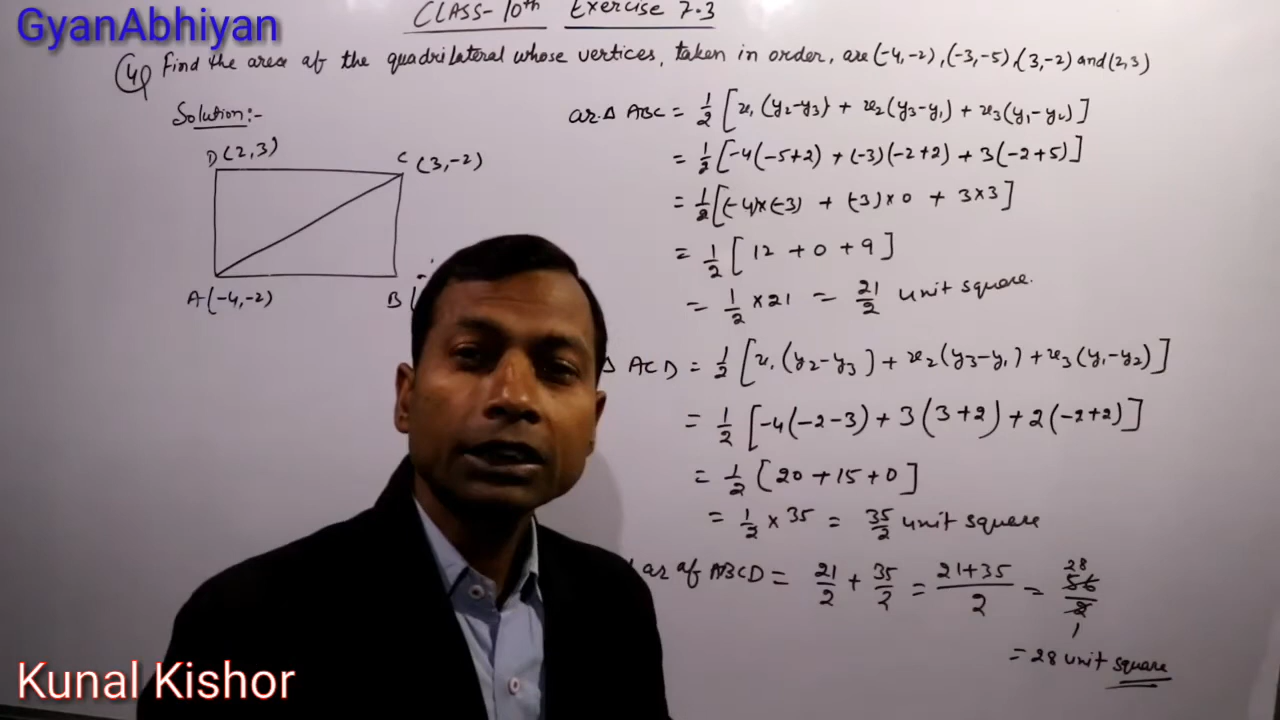 GyanAbhiyan
CLASS-10th Exercise 7.3
(4Q) Find the area of the quadrilateral whose vertices, taken in order, are (-4,-2), (-3,-5), (3,-2) and (2,3)
Solution:-
D(2,3)
C (3,-2)
A(-4,-2)
B (
ar.Δ ABC = 1/2 [x₁(y₂-y₃) + x₂(y₃-y₁) + x₃(y₁-y₂)]
= 1/2 [-4(-5+2) + (-3)(-2+2) + 3(-2+5)]
= 1/2 [(-4)×(-3) + (-3)×0 + 3×3]
= 1/2 [12 + 0 + 9]
= 1/2 × 21 = 21/2 unit square.
Δ ACD = 1/2 [x₁(y₂-y₃) + x₂(y₃-y₁) + x₃(y₁-y₂)]
= 1/2 [-4(-2-3) + 3(3+2) + 2(-2+2)]
= 1/2 [20 + 15 + 0]
= 1/2 × 35 = 35/2 unit square
ar of ABCD = 21/2 + 35/2 = (21+35)/2 = 56/2 28 1
= 28 unit square
Kunal Kishor